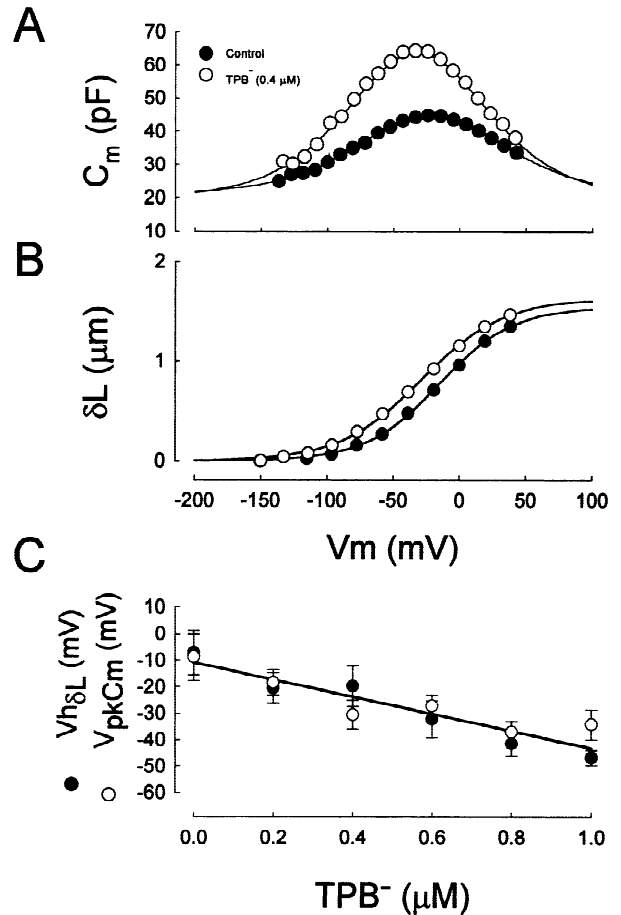 A
70
60
50
40
30
20
10
Cm (pF)
Control
TPB⁻ (0.4 μM)
B
2
1
0
δL (μm)
-200 -150 -100 -50 0 50 100
Vm (mV)
C
10
0
-10
-20
-30
-40
-50
-60
VhδL (mV)
VpkCm (mV)
0.0 0.2 0.4 0.6 0.8 1.0
TPB⁻ (μM)